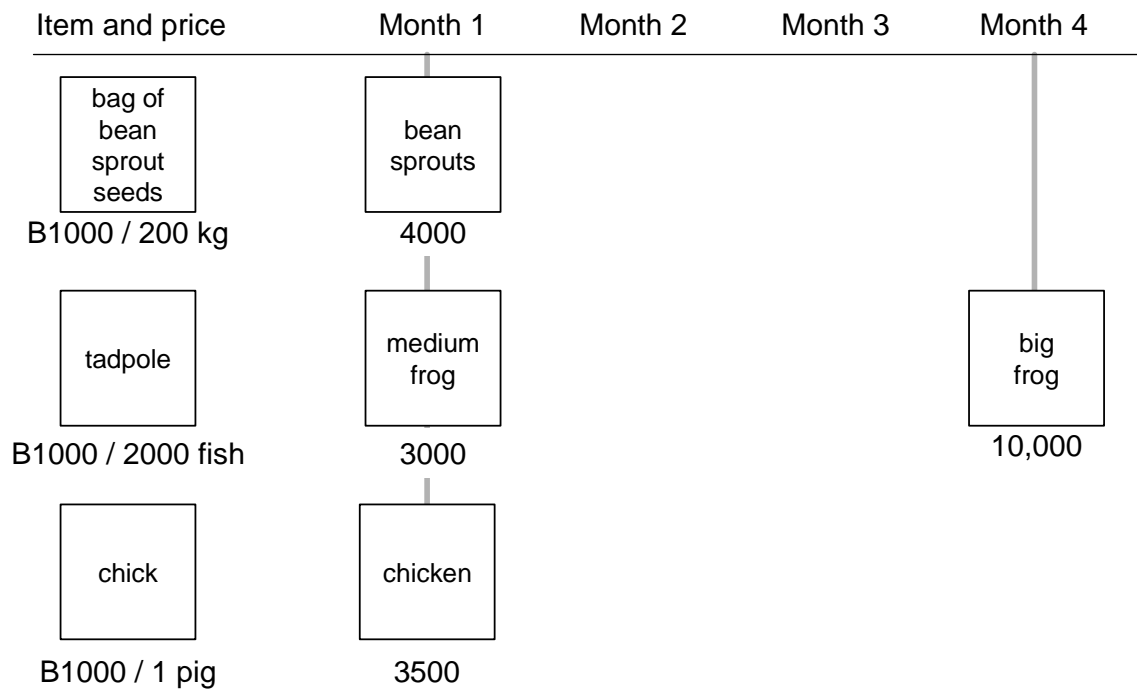 Item and price Month 1 Month 2 Month 3 Month 4
bag of
bean
sprout
seeds
bean
sprouts
B1000 / 200 kg 4000
tadpole
medium
frog
big
frog
B1000 / 2000 fish 3000 10,000
chick chicken
B1000 / 1 pig 3500